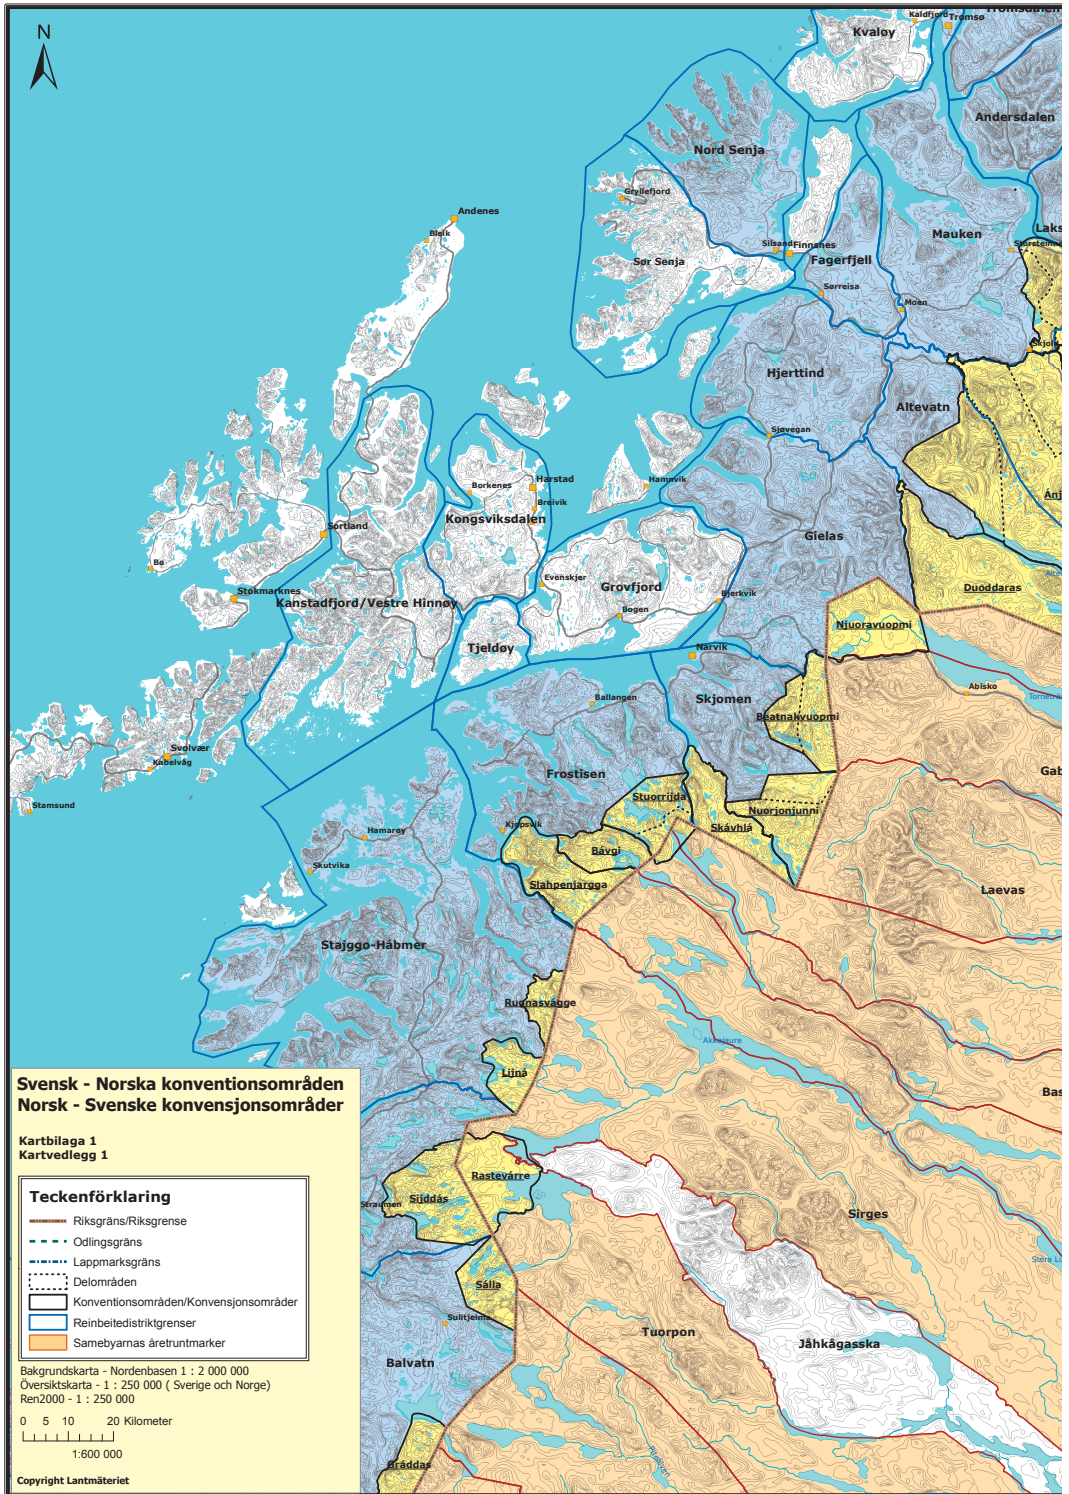 N
Kaldfjord
Tromsø
Tromsdalen
Kvaløy
Andersdalen
Nord Senja
Gryllefjord
Andenes
Bleik
Mauken
Silsand
Finnsnes
Sør Senja
Fagerfjell
Sørreisa
Moen
Skjold
Hjerttind
Altevatn
Sjøvegan
Harstad
Borkenes
Hamnvik
Breivik
Kongsviksdalen
Sortland
Gielas
Bø
Evenskjer
Grovfjord
Duoddaras
Stokmarknes
Kanstadfjord/Vestre Hinnøy
Bjerkvik
Bogen
Njuoravuopmi
Tjeldøy
Narvik
Abisko
Ballangen
Skjomen
Beatnakvuopmi
Svolvær
Kabelvåg
Frostisen
Stuorrijda
Stamsund
Nuorjonjunni
Kjøpsvik
Skávhlá
Hamarøy
Bávgi
Skutvika
Slahpenjargga
Laevas
Stajggo-Hábmer
Rugnasvágge
Akkajaure
Lijná
Svensk - Norska konventionsområden
Norsk - Svenske konvensjonsområder
Kartbilaga 1
Kartvedlegg 1
Rastevárre
Sijddás
Straumen
Sirges
Sálla
Sulitjelma
Tuorpon
Jåhkågasska
Balvatn
Gráddas
Teckenförklaring
Riksgräns/Riksgrense
Odlingsgräns
Lappmarksgräns
Delområden
Konventionsområden/Konvensjonsområder
Reinbeitedistriktgrenser
Samebyarnas åretruntmarker
Bakgrundskarta - Nordenbasen 1 : 2 000 000
Översiktskarta - 1 : 250 000 ( Sverige och Norge)
Ren2000 - 1 : 250 000
0 5 10 20 Kilometer
1:600 000
Copyright Lantmäteriet